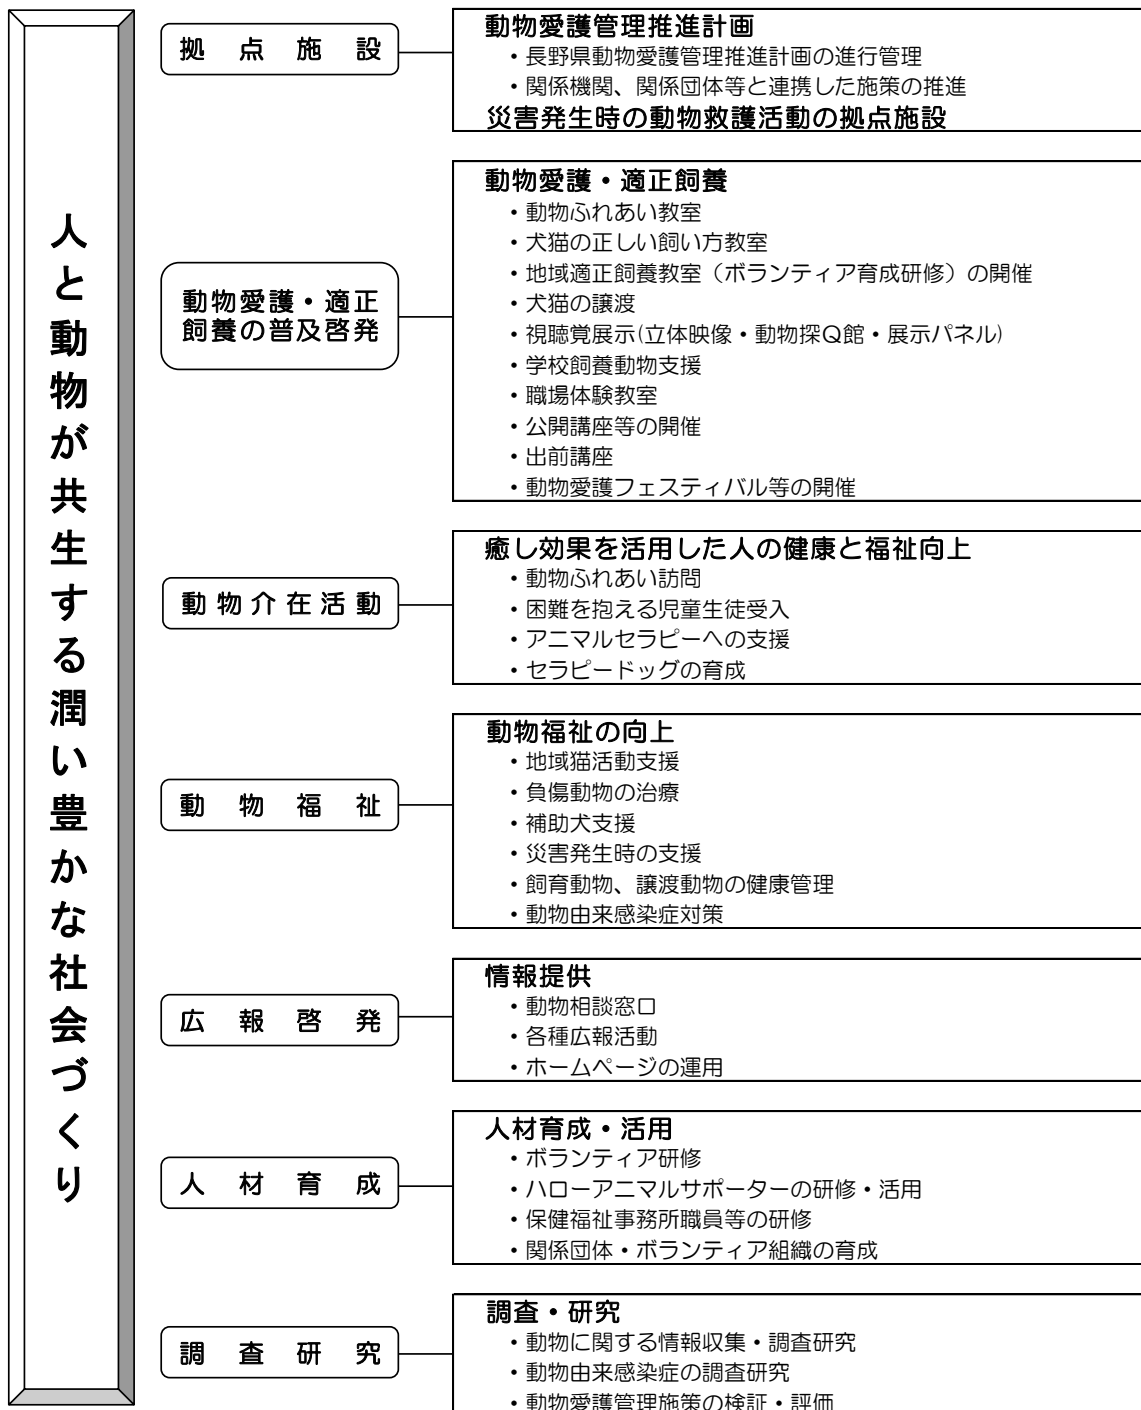 人と動物が共生する潤い豊かな社会づくり
拠点施設
動物愛護管理推進計画
・長野県動物愛護管理推進計画の進行管理
・関係機関、関係団体等と連携した施策の推進
災害発生時の動物救護活動の拠点施設
動物愛護・適正
飼養の普及啓発
動物愛護・適正飼養
・動物ふれあい教室
・犬猫の正しい飼い方教室
・地域適正飼養教室（ボランティア育成研修）の開催
・犬猫の譲渡
・視聴覚展示(立体映像・動物探Q館・展示パネル)
・学校飼養動物支援
・職場体験教室
・公開講座等の開催
・出前講座
・動物愛護フェスティバル等の開催
動物介在活動
癒し効果を活用した人の健康と福祉向上
・動物ふれあい訪問
・困難を抱える児童生徒受入
・アニマルセラピーへの支援
・セラピードッグの育成
動物福祉
動物福祉の向上
・地域猫活動支援
・負傷動物の治療
・補助犬支援
・災害発生時の支援
・飼育動物、譲渡動物の健康管理
・動物由来感染症対策
広報啓発
情報提供
・動物相談窓口
・各種広報活動
・ホームページの運用
人材育成
人材育成・活用
・ボランティア研修
・ハローアニマルサポーターの研修・活用
・保健福祉事務所職員等の研修
・関係団体・ボランティア組織の育成
調査研究
調査・研究
・動物に関する情報収集・調査研究
・動物由来感染症の調査研究
・動物愛護管理施策の検証・評価